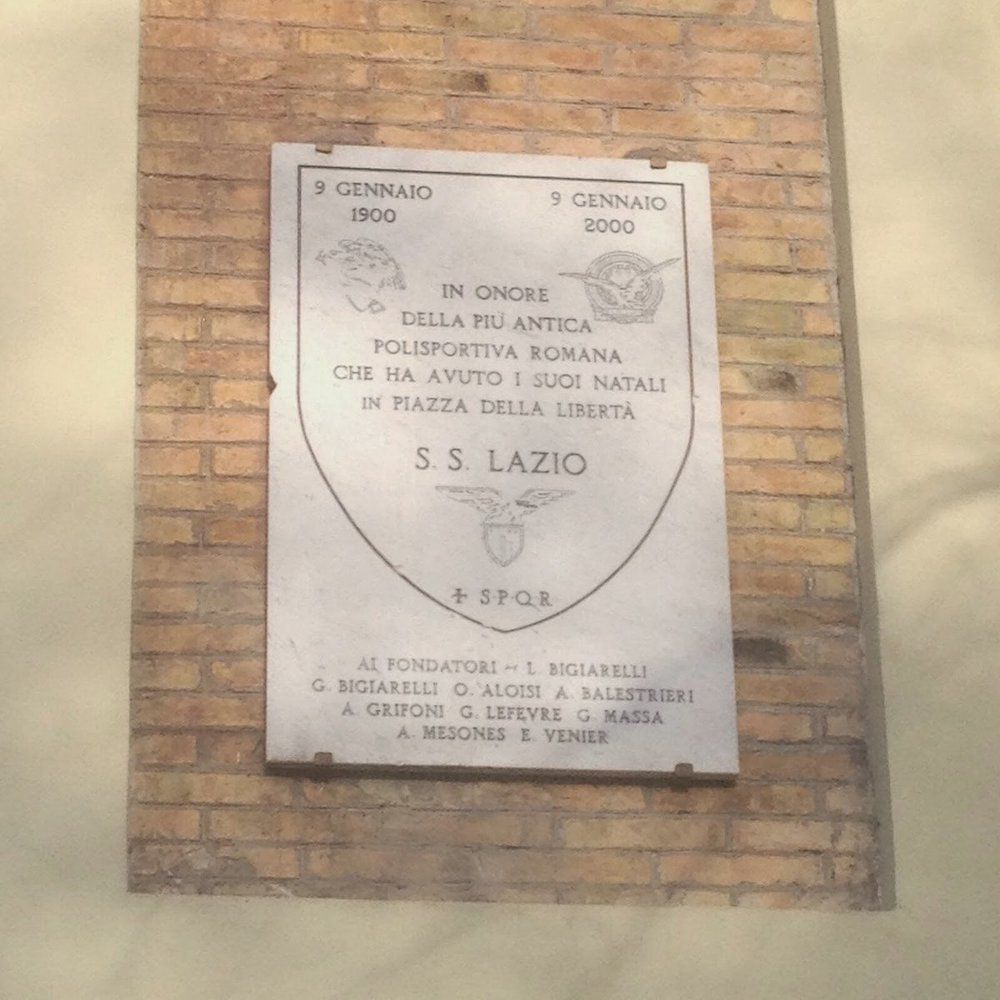 9 GENNAIO
1900
9 GENNAIO
2000
IN ONORE
DELLA PIÙ ANTICA
POLISPORTIVA ROMANA
CHE HA AVUTO I SUOI NATALI
IN PIAZZA DELLA LIBERTÀ
S. S. LAZIO
S.P.Q.R
AI FONDATORI ~ L. BIGIARELLI
G. BIGIARELLI O. ALOISI A. BALESTRIERI
A. GRIFONI G. LEFEVRE G. MASSA
A. MESONES E. VENIER